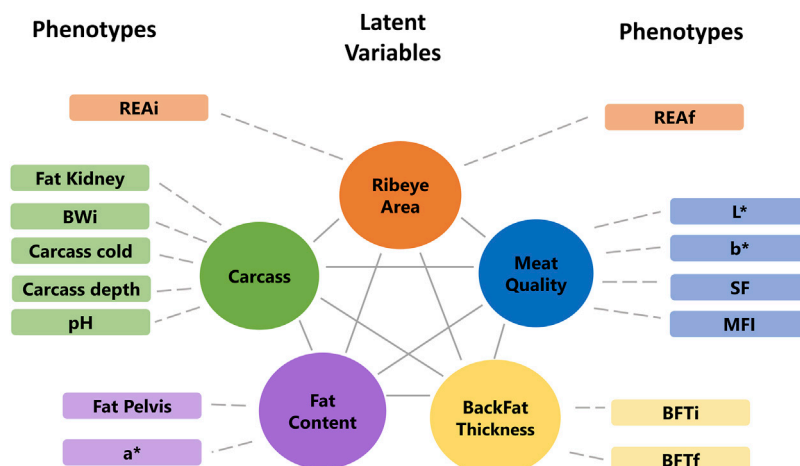 Phenotypes
Latent
Variables
Phenotypes
REAi
REAf
Ribeye
Area
Fat Kidney
BWi
Carcass cold
Carcass depth
pH
Carcass
Meat
Quality
L*
b*
SF
MFI
Fat Pelvis
a*
Fat
Content
BackFat
Thickness
BFTi
BFTf